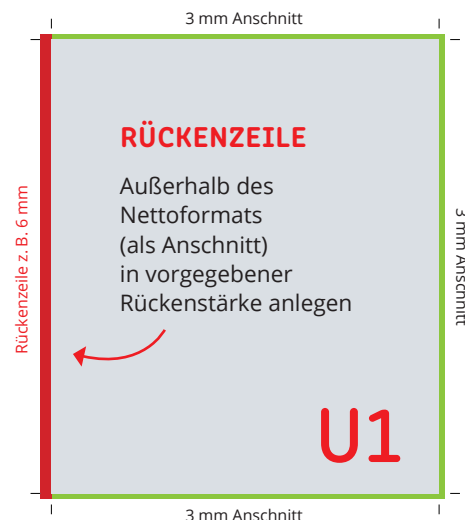 3 mm Anschnitt
RÜCKENZEILE
Außerhalb des
Nettoformats
(als Anschnitt)
in vorgegebener
Rückenstärke anlegen
Rückenzeile z. B. 6 mm
3 mm Anschnitt
U1
3 mm Anschnitt